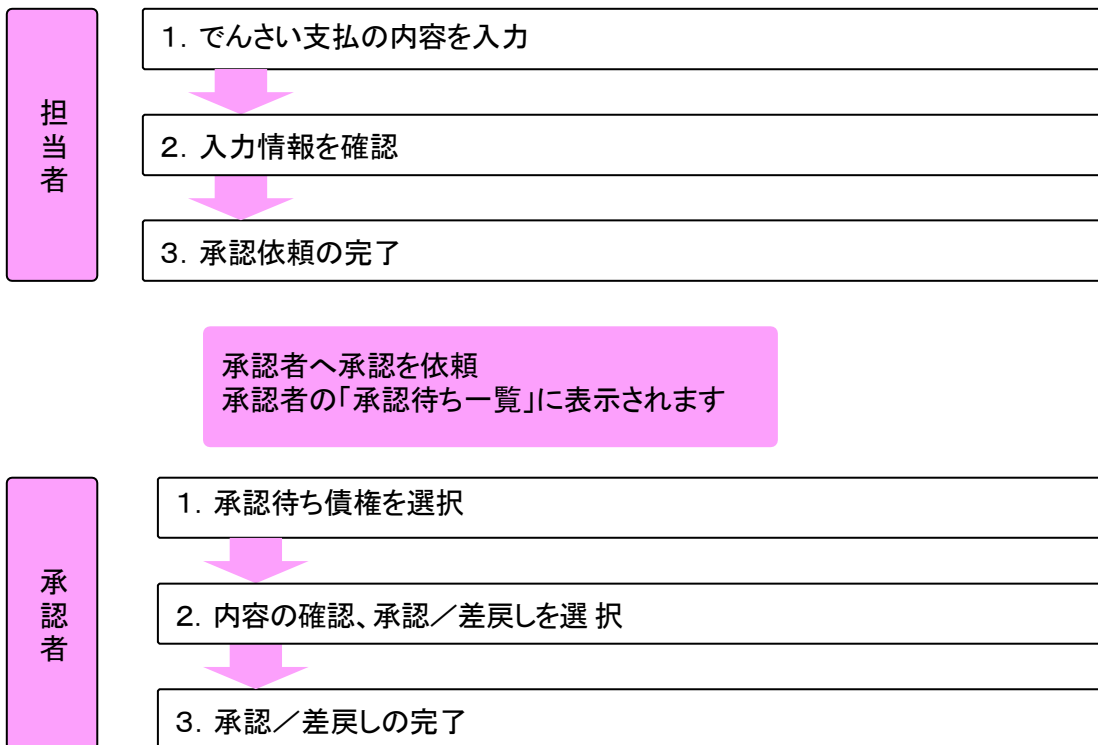 担当者
１．でんさい支払の内容を入力
２．入力情報を確認
３．承認依頼の完了
承認者へ承認を依頼
承認者の「承認待ち一覧」に表示されます
承認者
１．承認待ち債権を選択
２．内容の確認、承認／差戻しを選 択
３．承認／差戻しの完了